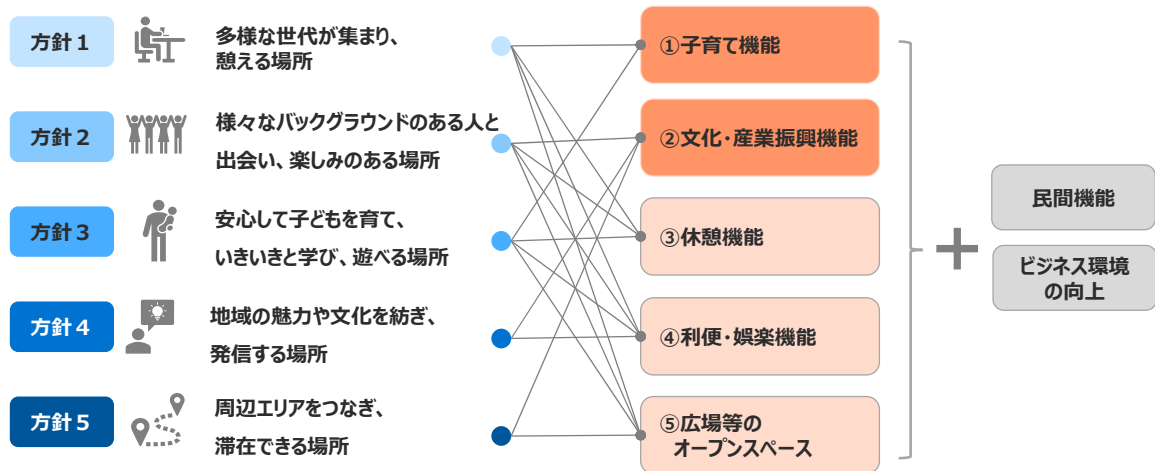 方針1
多様な世代が集まり、
憩える場所
方針2
様々なバックグラウンドのある人と
出会い、楽しみのある場所
方針3
安心して子どもを育て、
いきいきと学び、遊べる場所
方針4
地域の魅力や文化を紡ぎ、
発信する場所
方針5
周辺エリアをつなぎ、
滞在できる場所
①子育て機能
②文化・産業振興機能
③休憩機能
④利便・娯楽機能
⑤広場等の
オープンスペース
+
民間機能
ビジネス環境
の向上